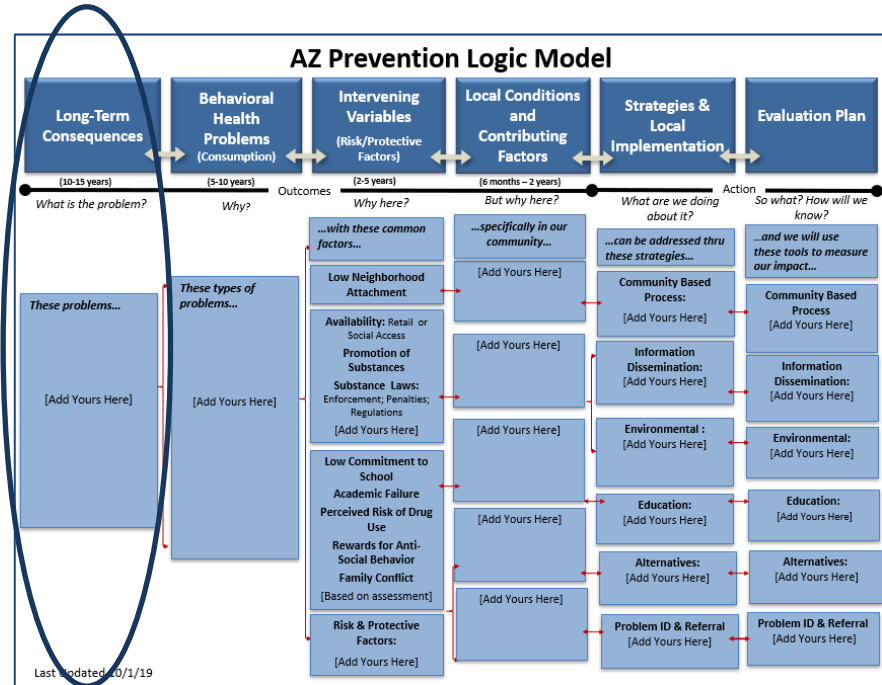 AZ Prevention Logic Model
Long-Term
Consequences
Behavioral
Health
Problems
(Consumption)
Intervening
Variables
(Risk/Protective
Factors)
Local Conditions
and
Contributing
Factors
Strategies &
Local
Implementation
Evaluation Plan
(10-15 years)
(5-10 years)
Outcomes
(2-5 years)
(6 months – 2 years)
Action
What is the problem?
Why?
Why here?
But why here?
What are we doing
about it?
So what? How will we
know?
These problems...
[Add Yours Here]
These types of
problems...
[Add Yours Here]
...with these common
factors...
Low Neighborhood
Attachment
Availability: Retail or
Social Access
Promotion of
Substances
Substance Laws:
Enforcement; Penalties;
Regulations
[Add Yours Here]
Low Commitment to
School
Academic Failure
Perceived Risk of Drug
Use
Rewards for Anti-
Social Behavior
Family Conflict
[Based on assessment]
Risk & Protective
Factors:
[Add Yours Here]
...specifically in our
community...
[Add Yours Here]
[Add Yours Here]
[Add Yours Here]
[Add Yours Here]
[Add Yours Here]
...can be addressed thru
these strategies...
Community Based
Process:
[Add Yours Here]
Information
Dissemination:
[Add Yours Here]
Environmental :
[Add Yours Here]
Education:
[Add Yours Here]
Alternatives:
[Add Yours Here]
Problem ID & Referral
[Add Yours Here]
...and we will use
these tools to measure
our impact...
Community Based
Process
[Add Yours Here]
Information
Dissemination:
[Add Yours Here]
Environmental:
[Add Yours Here]
Education:
[Add Yours Here]
Alternatives:
[Add Yours Here]
Problem ID & Referral
[Add Yours Here]
Last Updated 10/1/19